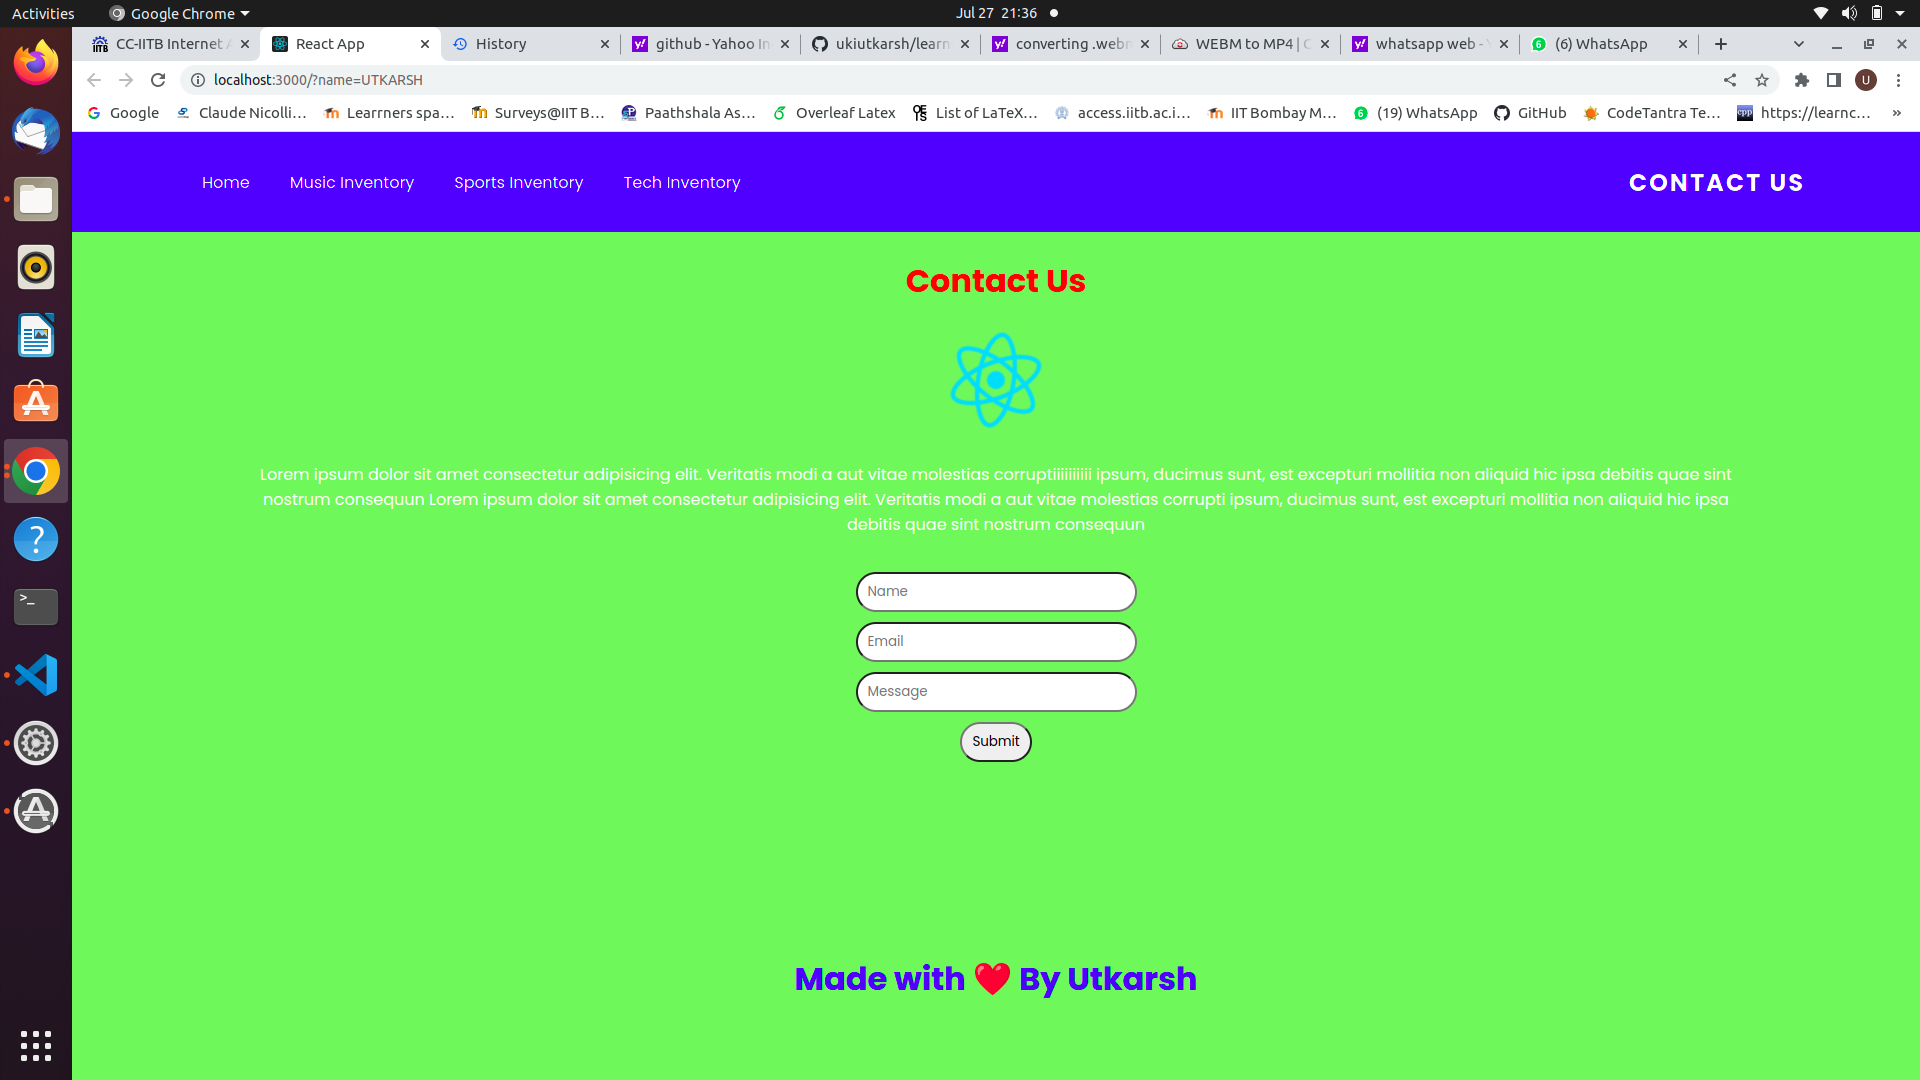 Activities
Google Chrome
Jul 27 21:36
CC-IITB Internet A
React App
History
github - Yahoo In
ukiutkarsh/learn
converting .webm
WEBM to MP4 | C
whatsapp web - Y
(6) WhatsApp
localhost:3000/?name=UTKARSH
U
Google
Claude Nicolli...
Learrners spa...
Surveys@IIT B...
Paathshala As...
Overleaf Latex
List of LaTeX...
access.iitb.ac.i...
IIT Bombay M...
(19) WhatsApp
GitHub
CodeTantra Te...
https://learnc...
Home
Music Inventory
Sports Inventory
Tech Inventory
CONTACT US
Contact Us
Lorem ipsum dolor sit amet consectetur adipisicing elit. Veritatis modi a aut vitae molestias corruptiiiiiiiiii ipsum, ducimus sunt, est excepturi mollitia non aliquid hic ipsa debitis quae sint
nostrum consequun Lorem ipsum dolor sit amet consectetur adipisicing elit. Veritatis modi a aut vitae molestias corrupti ipsum, ducimus sunt, est excepturi mollitia non aliquid hic ipsa
debitis quae sint nostrum consequun
Name
Email
Message
Submit
Made with ❤️ By Utkarsh